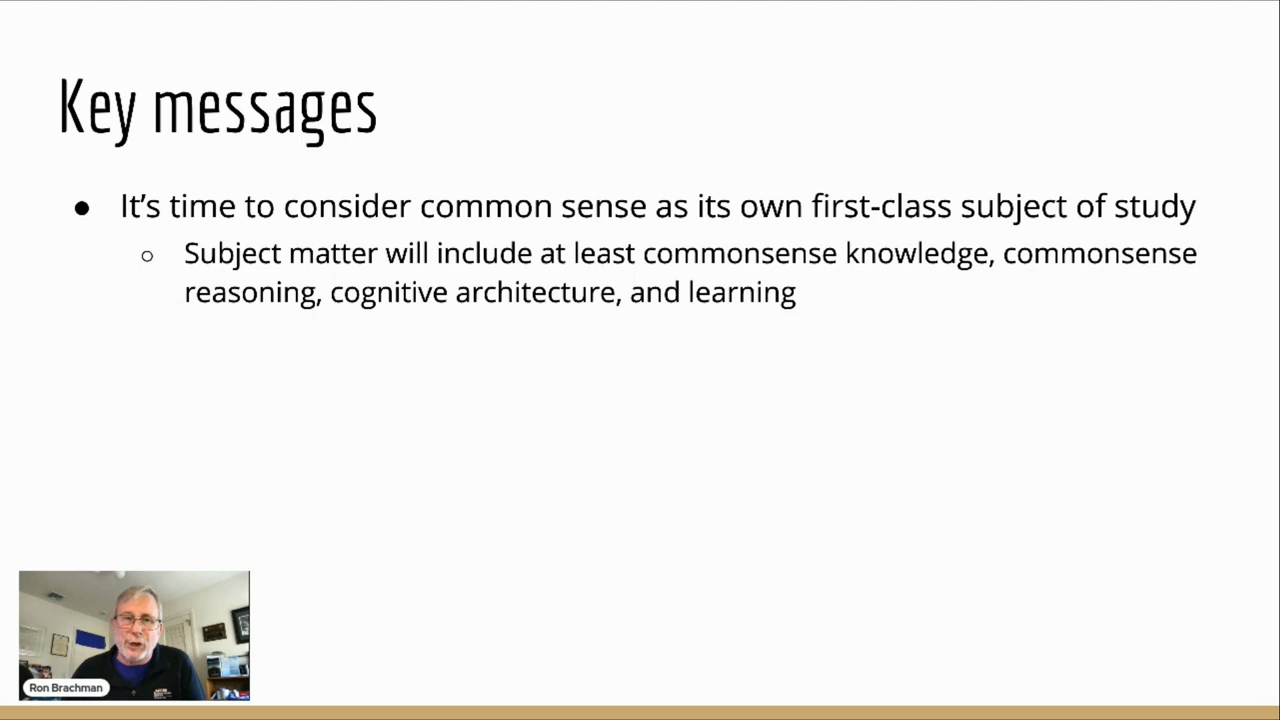 Key messages
● It’s time to consider common sense as its own first-class subject of study
○ Subject matter will include at least commonsense knowledge, commonsense
reasoning, cognitive architecture, and learning
Ron Brachman